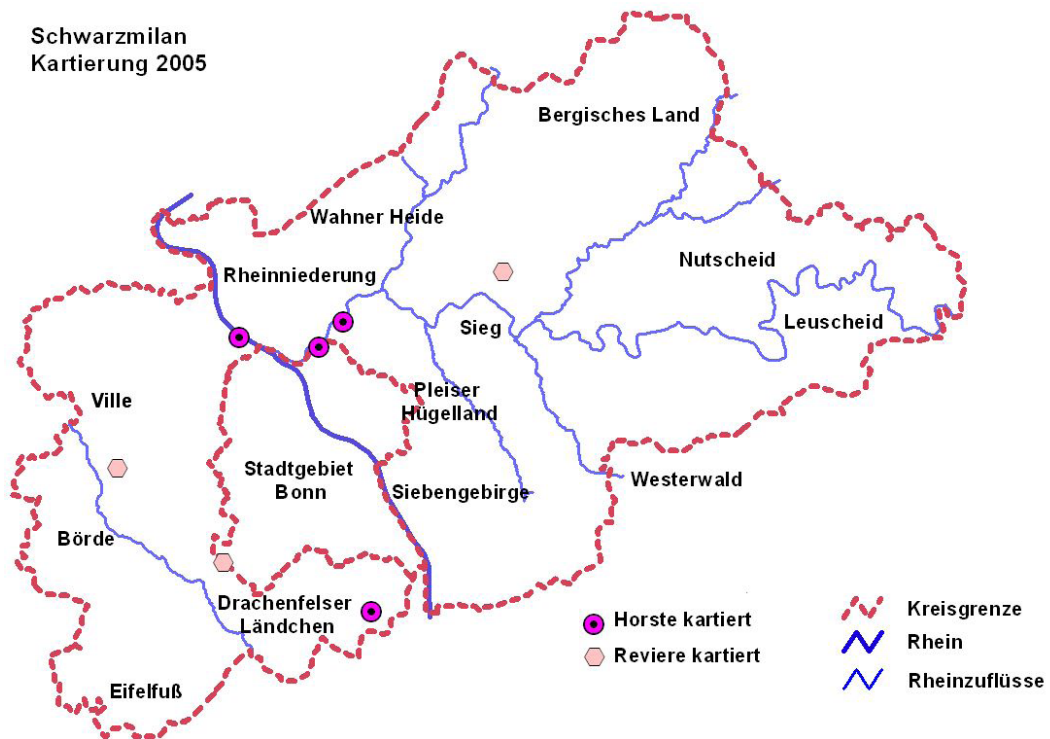 Schwarzmilan
Kartierung 2005
Bergisches Land
Wahner Heide
Rheinniederung
Nutscheid
Sieg
Leuscheid
Pleiser
Hügelland
Ville
Stadtgebiet
Bonn
Siebengebirge
Westerwald
Börde
Drachenfelser
Ländchen
Eifelfuß
Horste kartiert
Reviere kartiert
Kreisgrenze
Rhein
Rheinzuflüsse